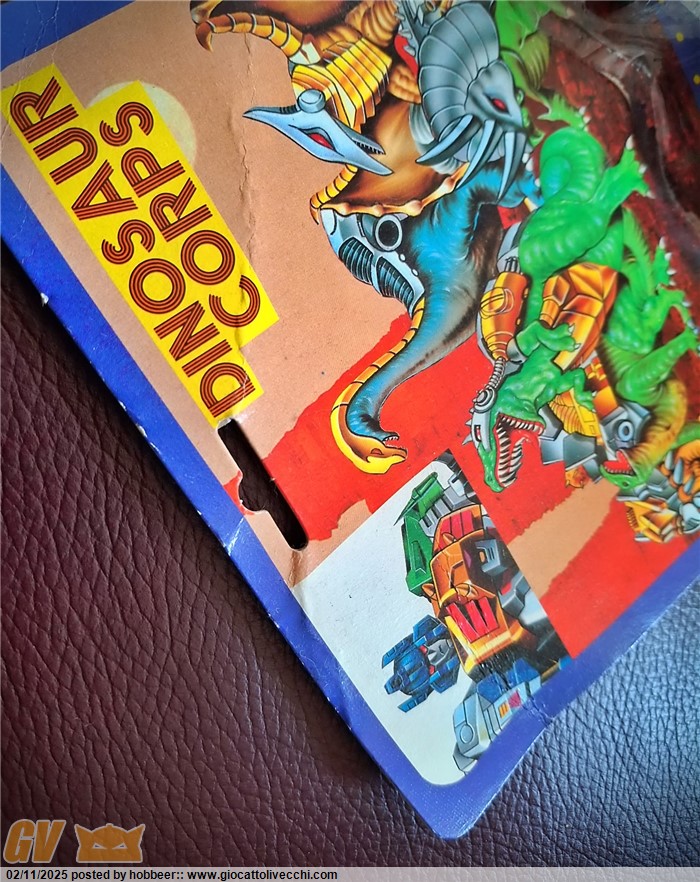 DINOSAUR
CORPS
GV
02/11/2025 posted by hobbeer:: www.giocattolivecchi.com